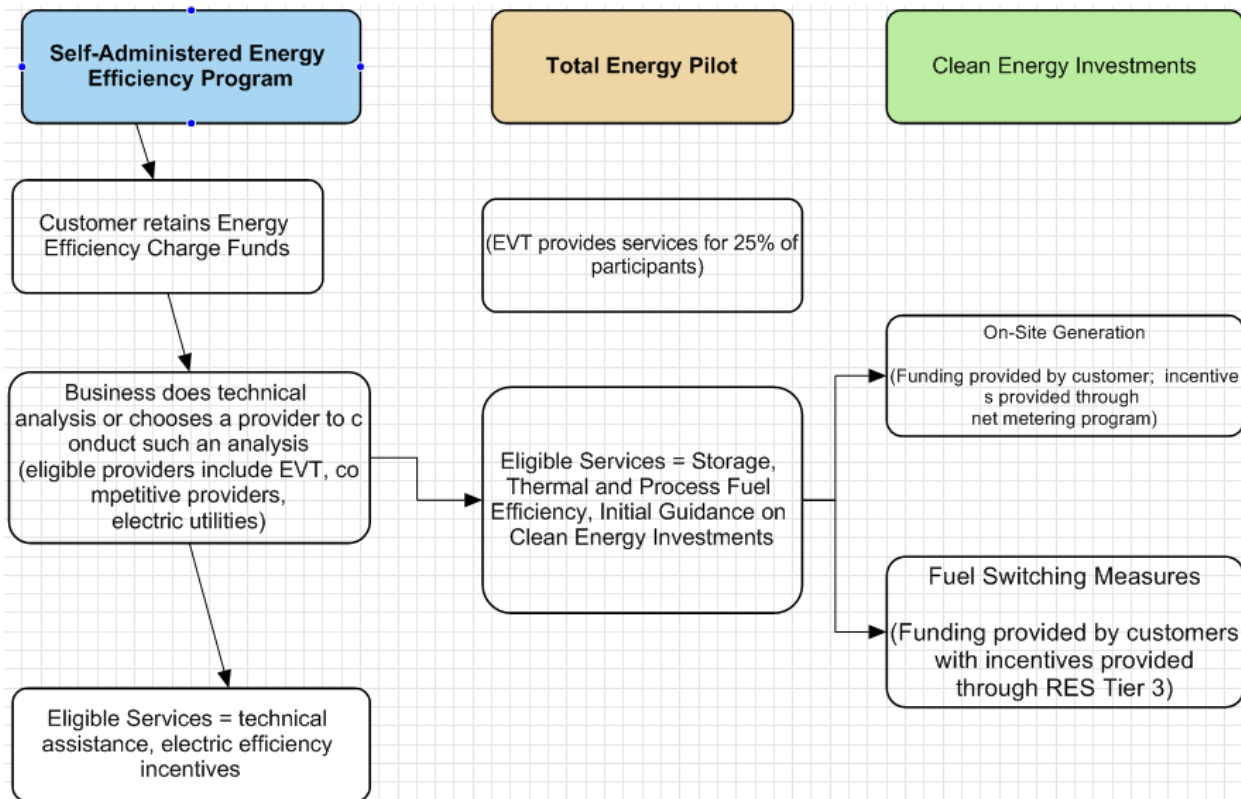 Self-Administered Energy
Efficiency Program
Total Energy Pilot
Clean Energy Investments
Customer retains Energy
Efficiency Charge Funds
(EVT provides services for 25% of
participants)
Business does technical
analysis or chooses a provider to c
onduct such an analysis
(eligible providers include EVT, co
mpetitive providers,
electric utilities)
Eligible Services = Storage,
Thermal and Process Fuel
Efficiency, Initial Guidance on
Clean Energy Investments
On-Site Generation
(Funding provided by customer;  incentive
s provided through
net metering program)
Fuel Switching Measures
(Funding provided by customers
with incentives provided
through RES Tier 3)
Eligible Services = technical
assistance, electric efficiency
incentives